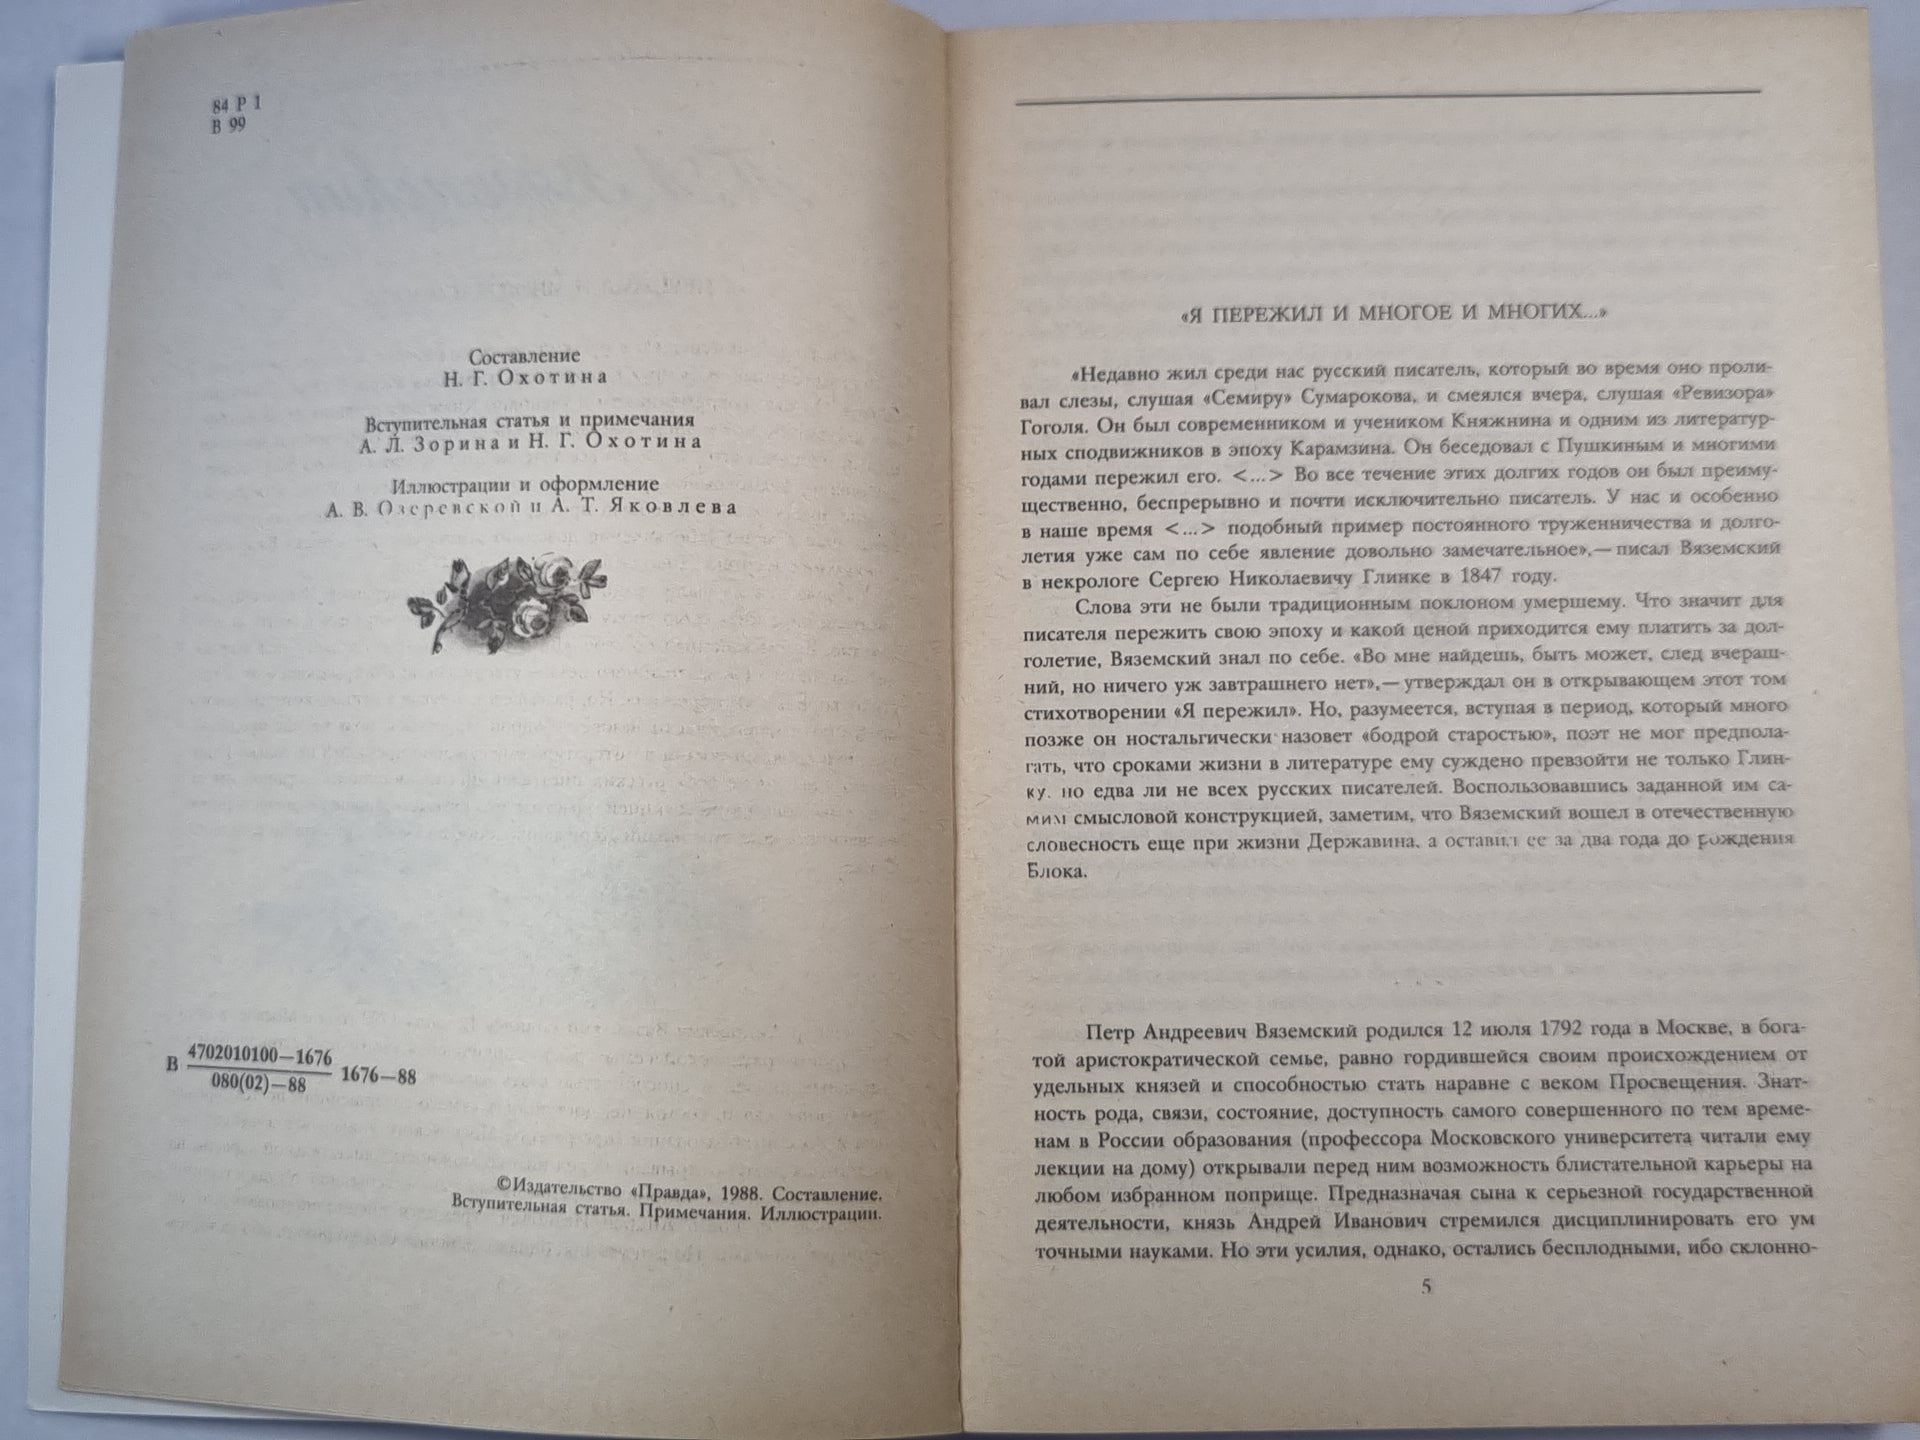 84 Р 1
В 99
Составление
Н. Г. Охотина
Вступительная статья и примечания
А. Л. Зорина и Н. Г. Охотина
Иллюстрации и оформление
А. В. Озеревской и А. Т. Яковлева
В 4702010100—1676
080(02)—88
1676—88
©Издательство «Правда», 1988. Составление.
Вступительная статья. Примечания. Иллюстрации.
«Я ПЕРЕЖИЛ И МНОГОЕ И МНОГИХ...»
«Недавно жил среди нас русский писатель, который во время оно проли-
вал слезы, слушая «Семиру» Сумарокова, и смеялся вчера, слушая «Ревизора»
Гоголя. Он был современником и учеником Княжнина и одним из литератур-
ных сподвижников в эпоху Карамзина. Он беседовал с Пушкиным и многими
годами пережил его. <...> Во все течение этих долгих годов он был преиму-
щественно, беспрерывно и почти исключительно писатель. У нас и особенно
в наше время <...> подобный пример постоянного труженничества и долго-
летия уже сам по себе явление довольно замечательное»,— писал Вяземский
в некрологе Сергею Николаевичу Глинке в 1847 году.
Слова эти не были традиционным поклоном умершему. Что значит для
писателя пережить свою эпоху и какой ценой приходится ему платить за дол-
голетие, Вяземский знал по себе. «Во мне найдешь, быть может, след вчераш-
ний, но ничего уж завтрашнего нет»,— утверждал он в открывающем этот том
стихотворении «Я пережил». Но, разумеется, вступая в период, который много
позже он ностальгически назовет «бодрой старостью», поэт не мог предпола-
гать, что сроками жизни в литературе ему суждено превзойти не только Глин-
ку, но едва ли не всех русских писателей. Воспользовавшись заданной им са-
мим смысловой конструкцией, заметим, что Вяземский вошел в отечественную
словесность еще при жизни Державина, а оставил ее за два года до рождения
Блока.
Петр Андреевич Вяземский родился 12 июля 1792 года в Москве, в бога-
той аристократической семье, равно гордившейся своим происхождением от
удельных князей и способностью стать наравне с веком Просвещения. Знат-
ность рода, связи, состояние, доступность самого совершенного по тем време-
нам в России образования (профессора Московского университета читали ему
лекции на дому) открывали перед ним возможность блистательной карьеры на
любом избранном поприще. Предназначая сына к серьезной государственной
деятельности, князь Андрей Иванович стремился дисциплинировать его ум
точными науками. Но эти усилия, однако, остались бесплодными, ибо склонно-
5